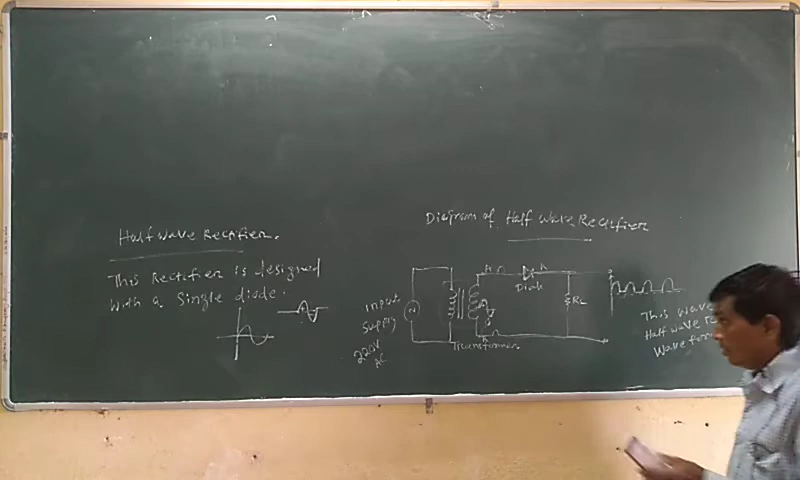 Half Wave Rectifier.
This Rectifier is designed
with a single diode.
Diagram of Half Wave Rectifier
input
supply
220V
AC
N
Transformer
Diode
RL
This wave
Half wave re
Wave for